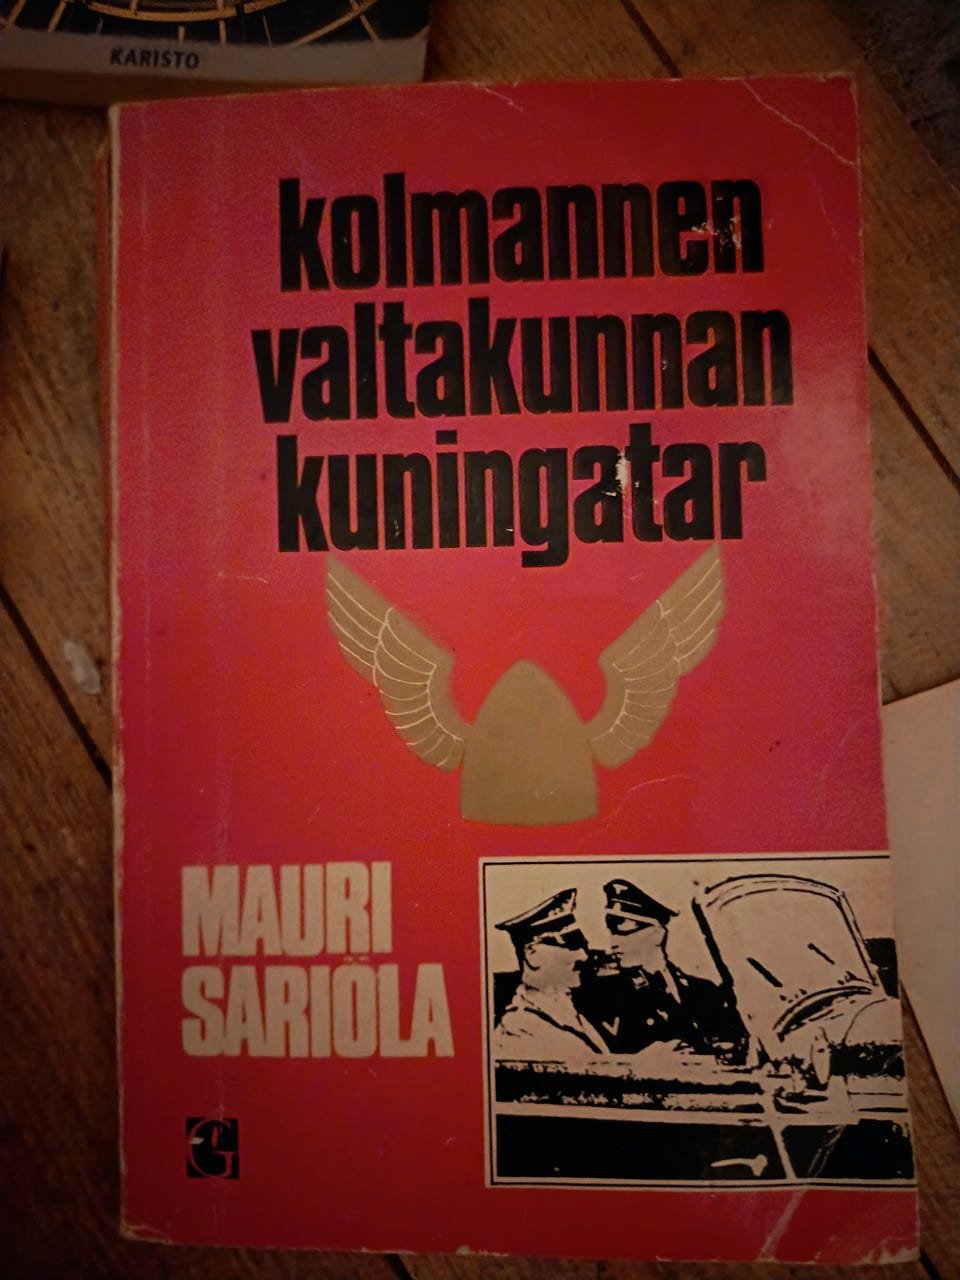 KARISTO
kolmannen
valtakunnan
kuningatar
MAURI
SARIOLA
G